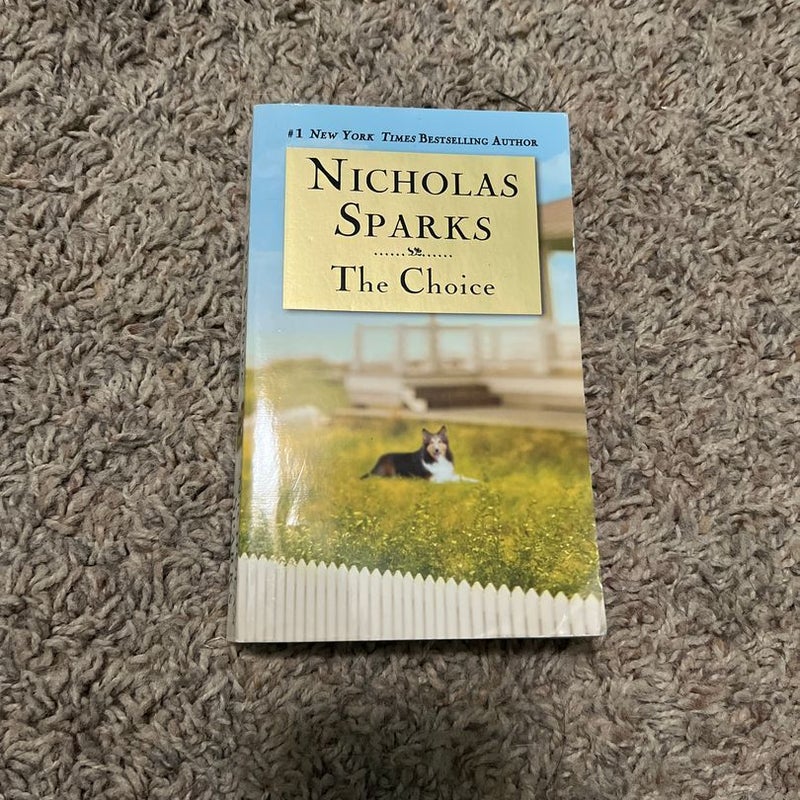 #1 New York Times Bestselling Author
Nicholas
Sparks
The Choice